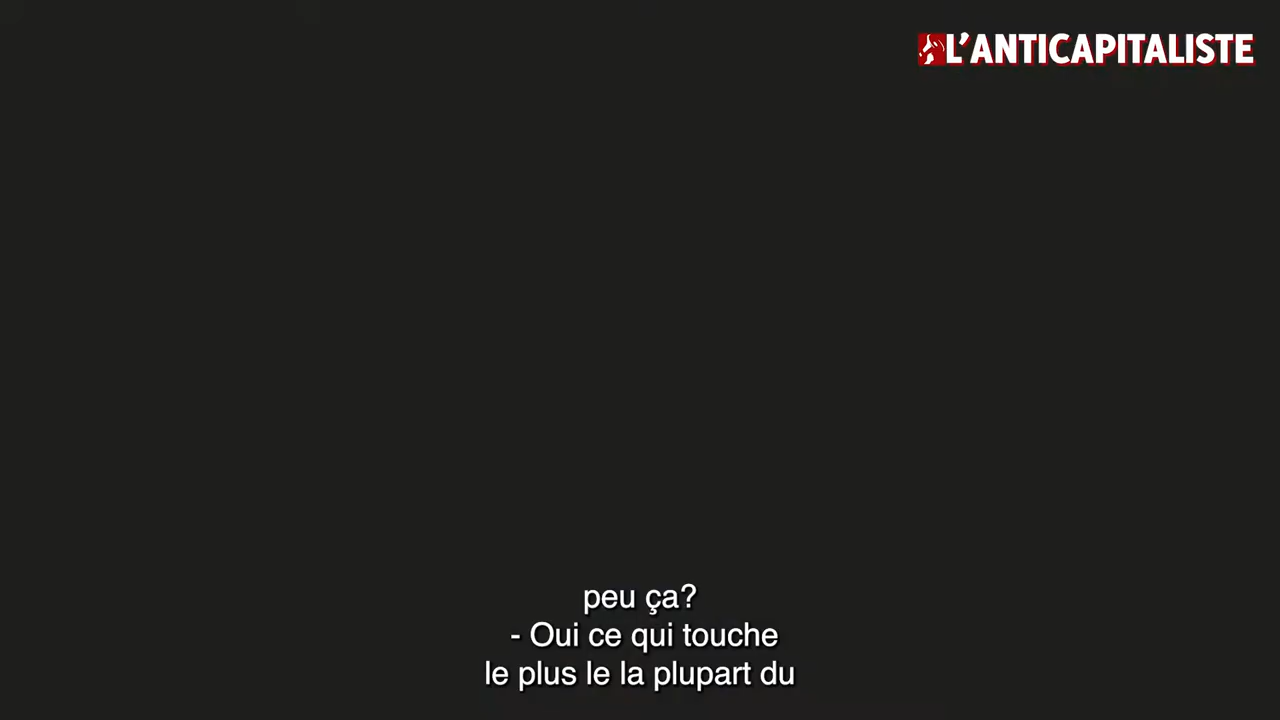 L'ANTICAPITALISTE
peu ça?
- Oui ce qui touche
le plus le la plupart du